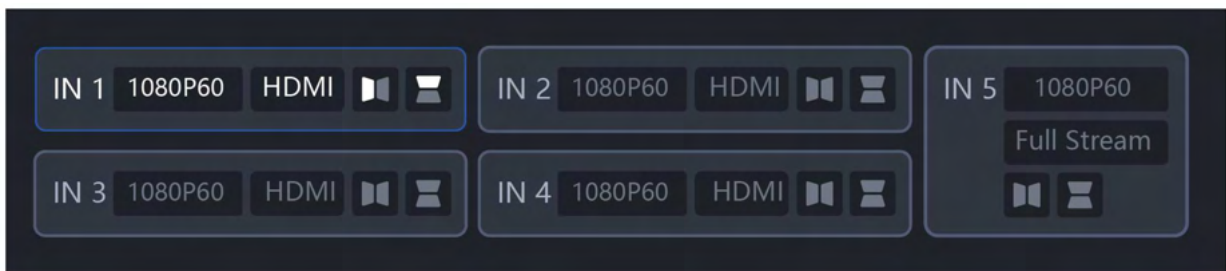 IN 1 1080P60 HDMI
IN 2 1080P60 HDMI
IN 3 1080P60 HDMI
IN 4 1080P60 HDMI
IN 5 1080P60
Full Stream